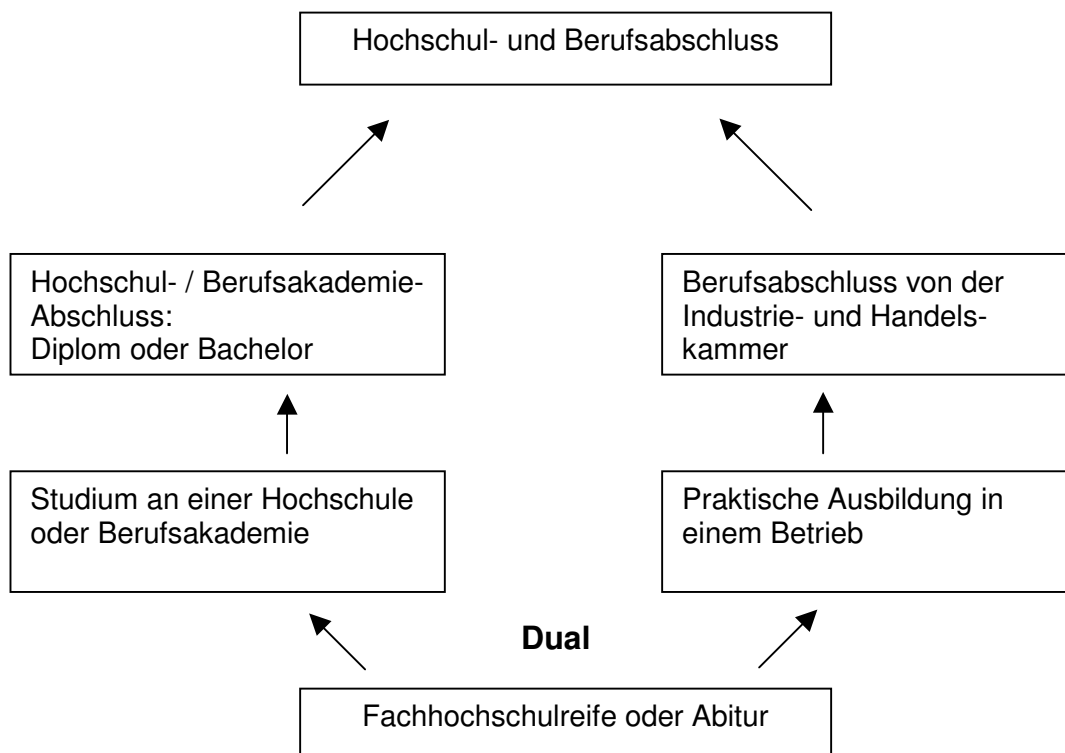 Hochschul- und Berufsabschluss
Hochschul- / Berufsakademie-
Abschluss:
Diplom oder Bachelor
Berufsabschluss von der
Industrie- und Handels-
kammer
Studium an einer Hochschule
oder Berufsakademie
Praktische Ausbildung in
einem Betrieb
Dual
Fachhochschulreife oder Abitur